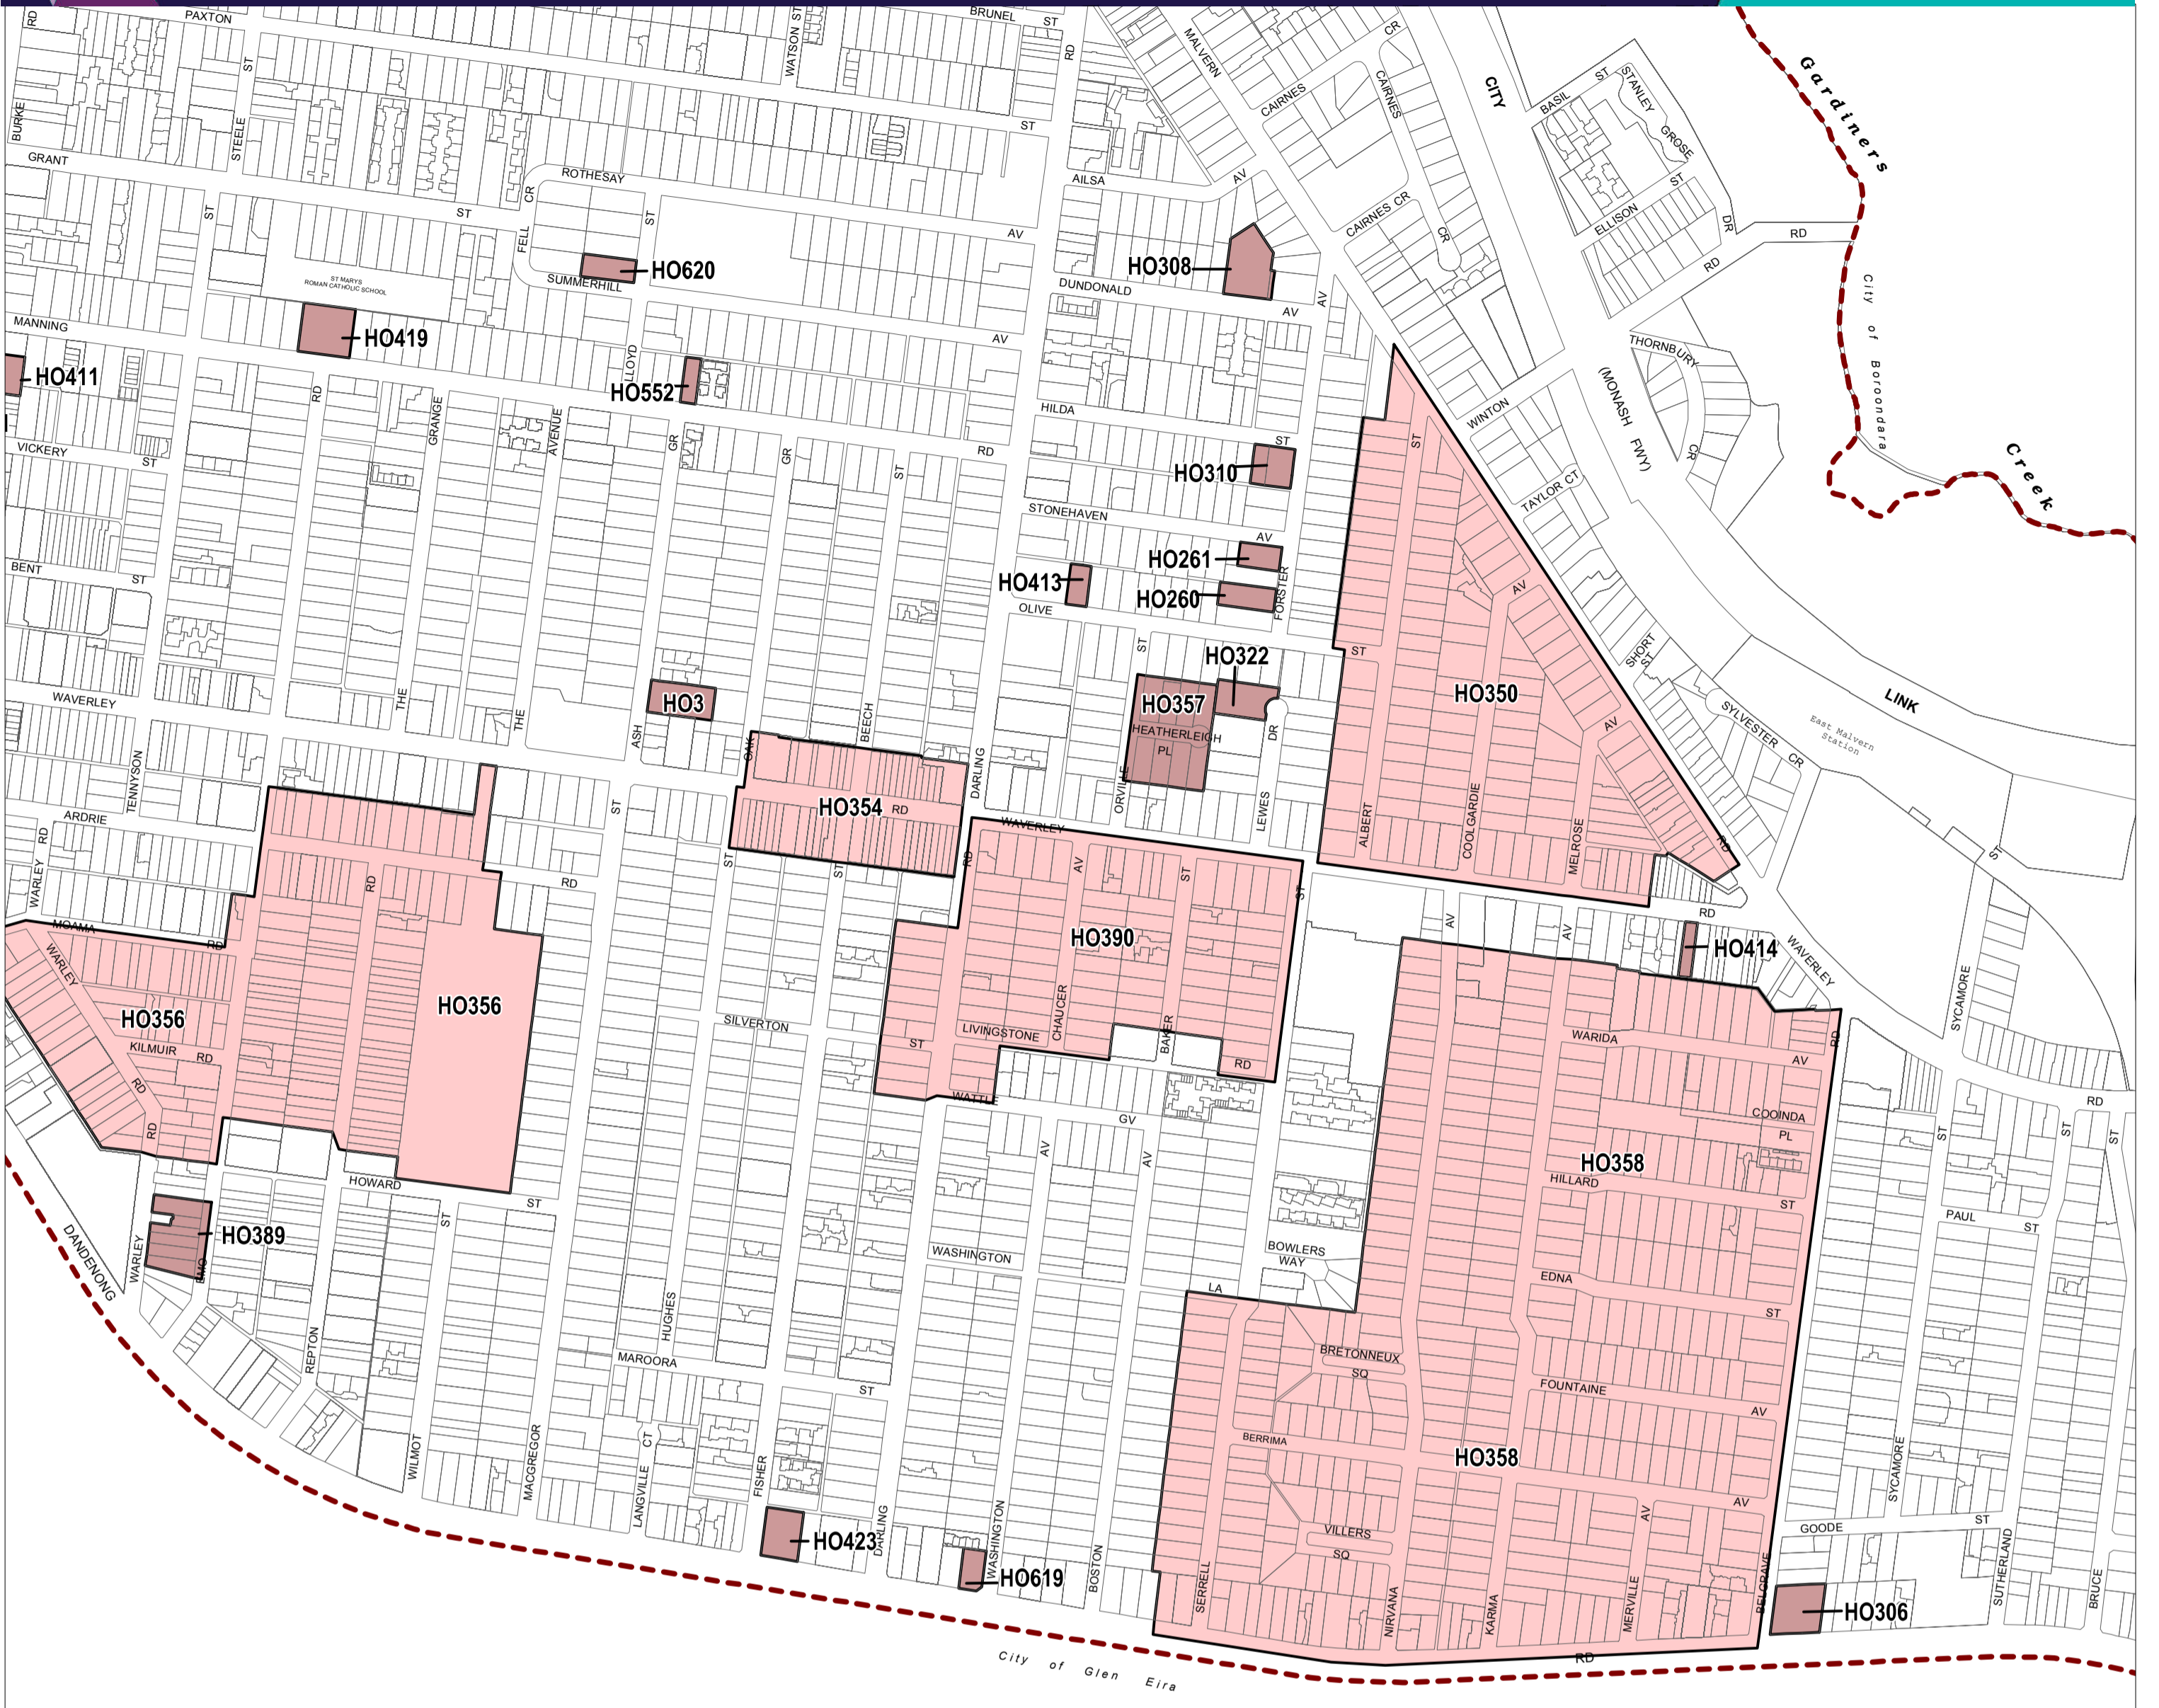 RD
PAXTON
BRUNEL
ST
WATSON ST
RD
MALVERN
CR
CAIRNES
CAIRNES
CITY
BASIL
ST
STANLEY
GROSE
Gardiners
BURKE
STEELE
ST
ST
GRANT
ROTHESAY
AILSA
AV
CAIRNES CR
CR
ELLISON
ST
DR
RD
RD
ST
ST
CR
FELL
ST
AV
HO308
HO620
SUMMERHILL
DUNDONALD
AV
AV
City of Boroondara
ST MARYS
ROMAN CATHOLIC SCHOOL
MANNING
HO419
AV
THORNBURY
CR
HO411
LLOYD
HO552
(MONASH FWY)
RD
GRANGE
AVENUE
GR
GR
ST
RD
HILDA
ST
WINTON
ST
VICKERY
ST
HO310
TAYLOR CT
Creek
STONEHAVEN
AV
HO261
BENT
ST
HO413
HO260
FORSTER
AV
OLIVE
ST
ST
SHORT
ST
HO322
WAVERLEY
THE
THE
HO3
HO357
HO350
HEATHERLEIGH
PL
AV
LINK
SYLVESTER
CR
East Malvern
Station
ASH
OAK
BEECH
DARLING
DR
TENNYSON
ST
HO354
RD
ORVILLE
LEWES
ALBERT
COOLGARDIE
MELROSE
RD
ARDRIE
RD
WARLEY
WAVERLEY
RD
ST
ST
RD
AV
ST
ST
ST
RD
RD
MOAMA
RD
WARLEY
HO390
AV
AV
HO414
WAVERLEY
HO356
HO356
SYCAMORE
SILVERTON
LIVINGSTONE
CHAUCER
BAKER
ST
RD
WARIDA
AV
RD
KILMUIR
RD
RD
RD
WATTLE
GV
COOINDA
PL
RD
ST
ST
ST
AV
AV
HO358
HOWARD
ST
ST
HILLARD
ST
PAUL
ST
HO389
WARLEY
EMO
DANDENONG
WASHINGTON
BOWLERS
WAY
LA
EDNA
ST
HUGHES
REPTON
MAROORA
ST
BRETONNEUX
SQ
FOUNTAINE
AV
BERRIMA
HO358
AV
WILMOT
MACGREGOR
LANGVILLE
CT
FISHER
DARLING
WASHINGTON
BOSTON
SERRELL
VILLERS
SQ
NIRVANA
KARMA
MERVILLE
AV
BELGRAVE
GOODE
ST
SYCAMORE
SUTHERLAND
BRUCE
HO423
HO619
HO306
RD
City of Glen Eira